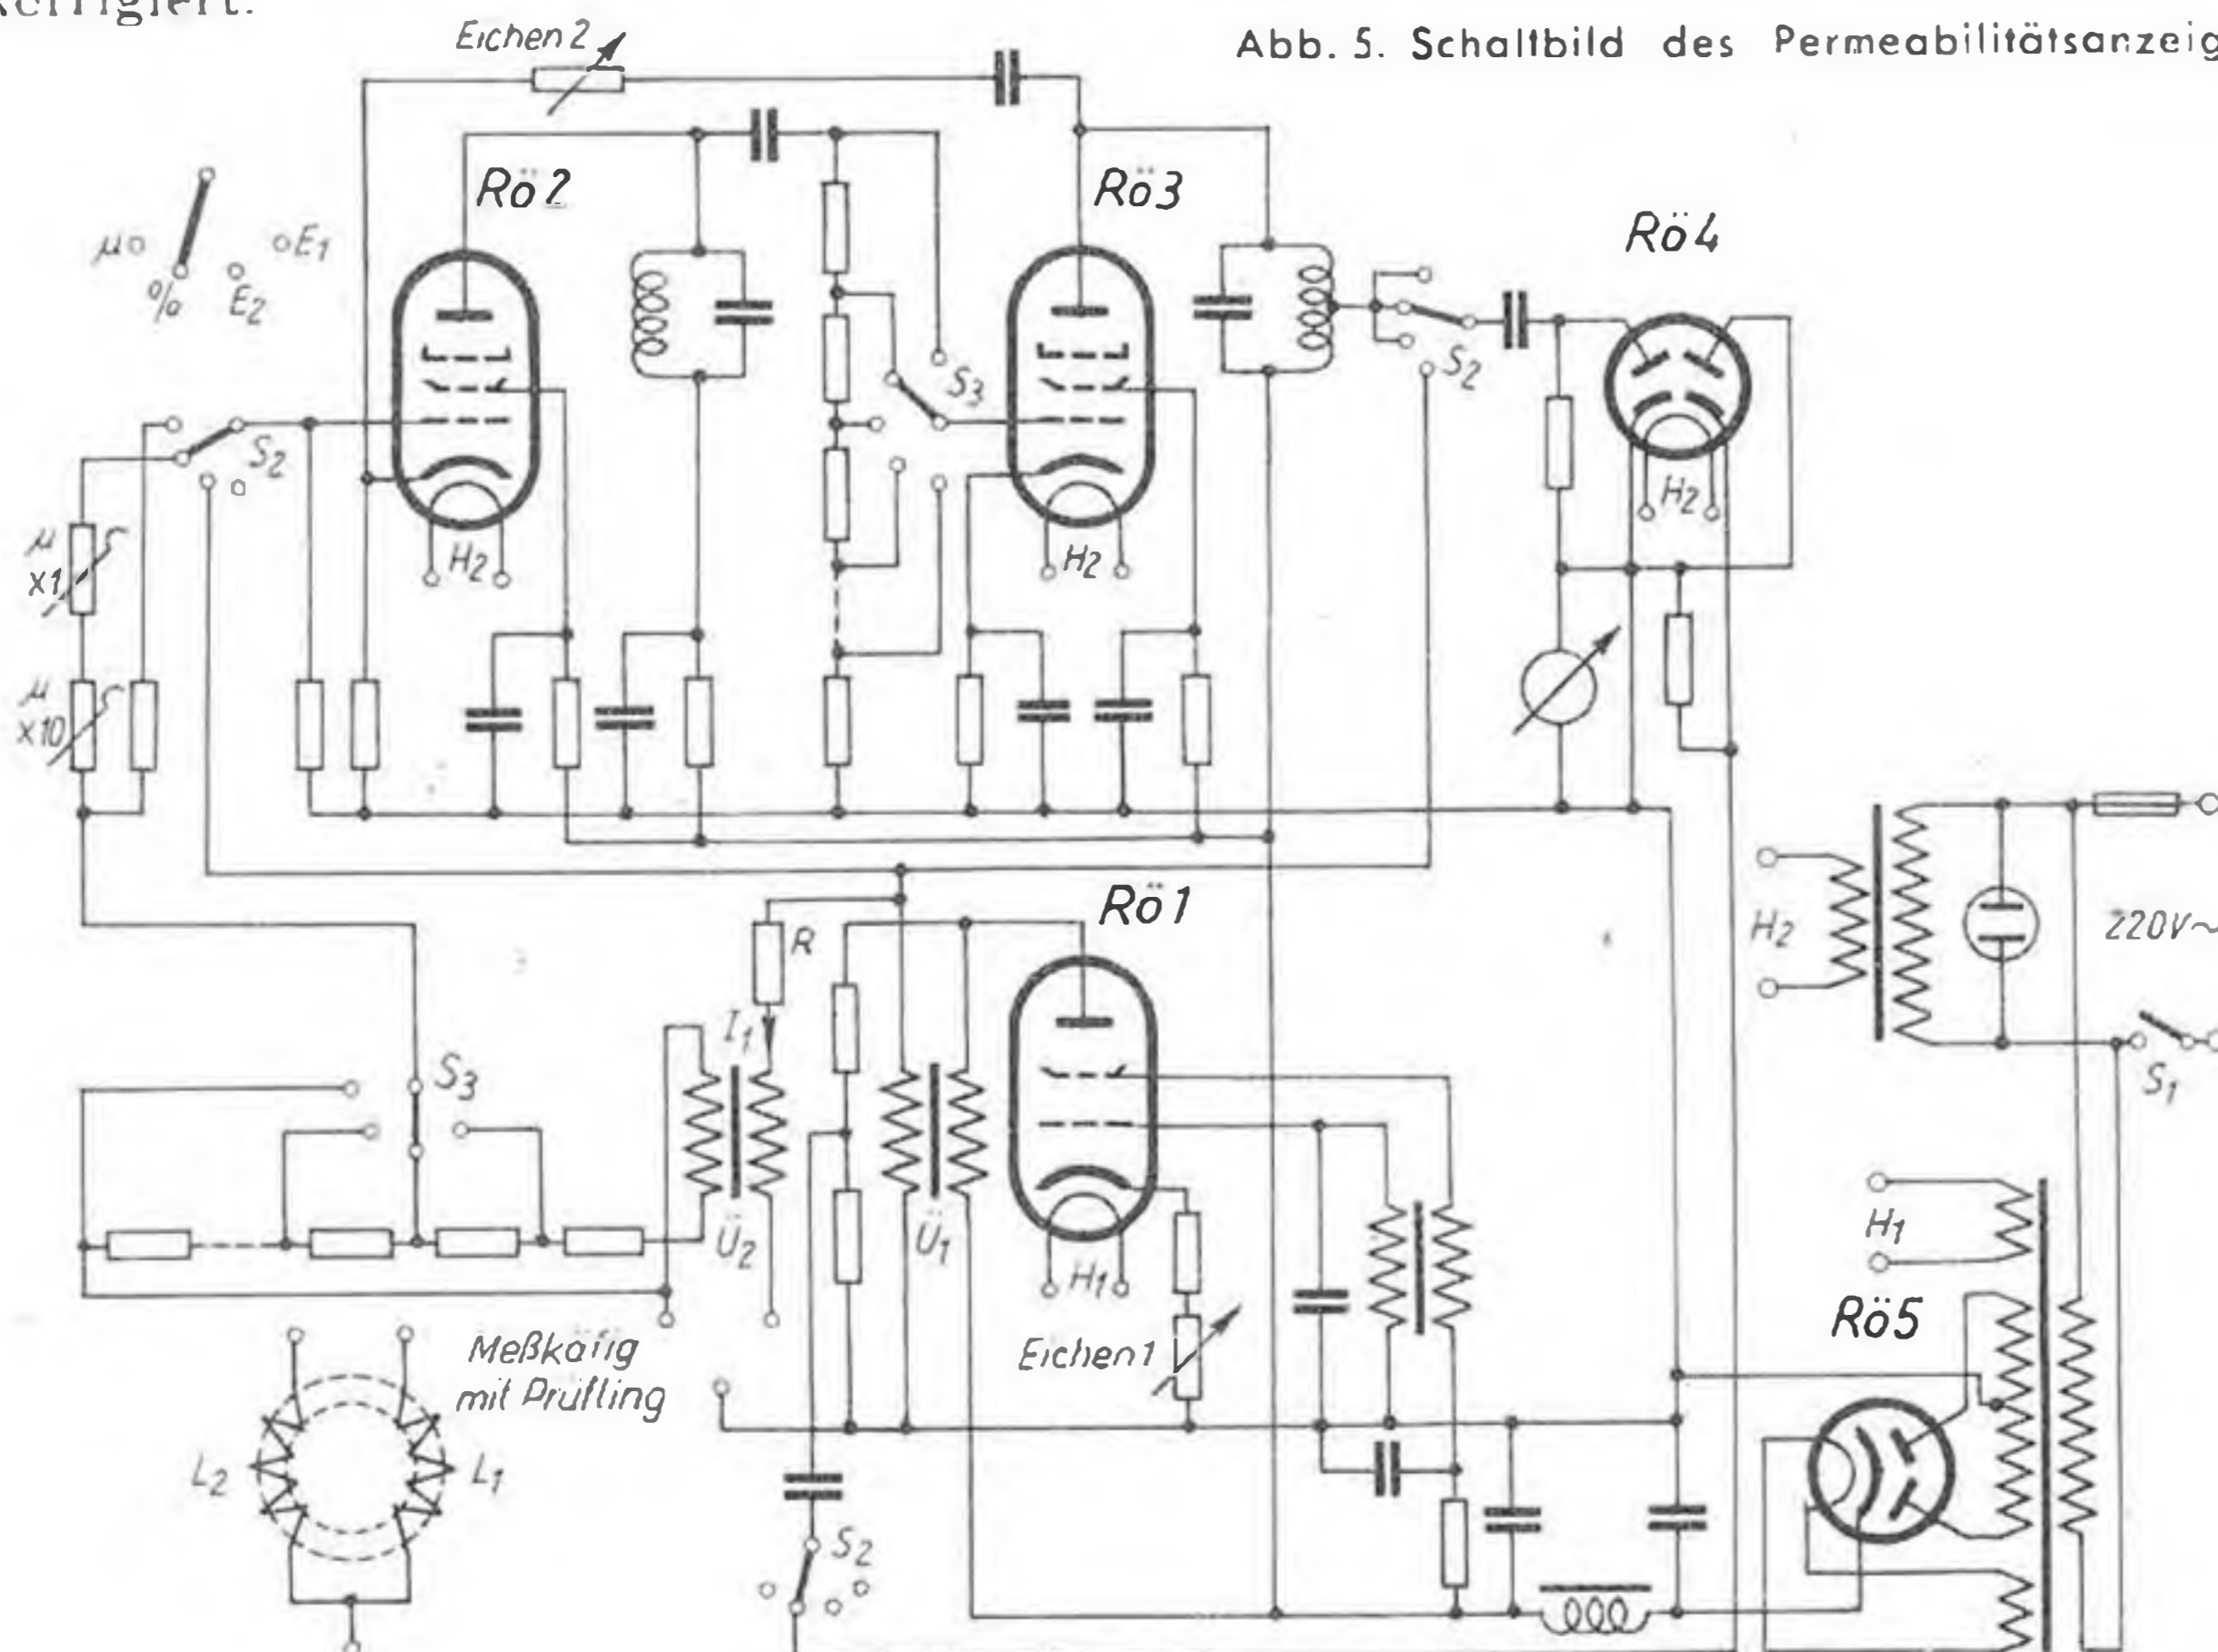 korrigiert.
Abb. 5. Schaltbild des Permeabilitätsanzeig
Eichen 2
Rö2
Rö3
Rö4
μ
E1
%
E2
S2
S3
S2
H2
H2
H2
μ
x1
μ
x10
Rö1
R
I1
H2
220V~
S1
S3
Ü2
Ü1
H1
H1
Eichen 1
Rö5
Meßkäfig
mit Prüfling
L2
L1
S2